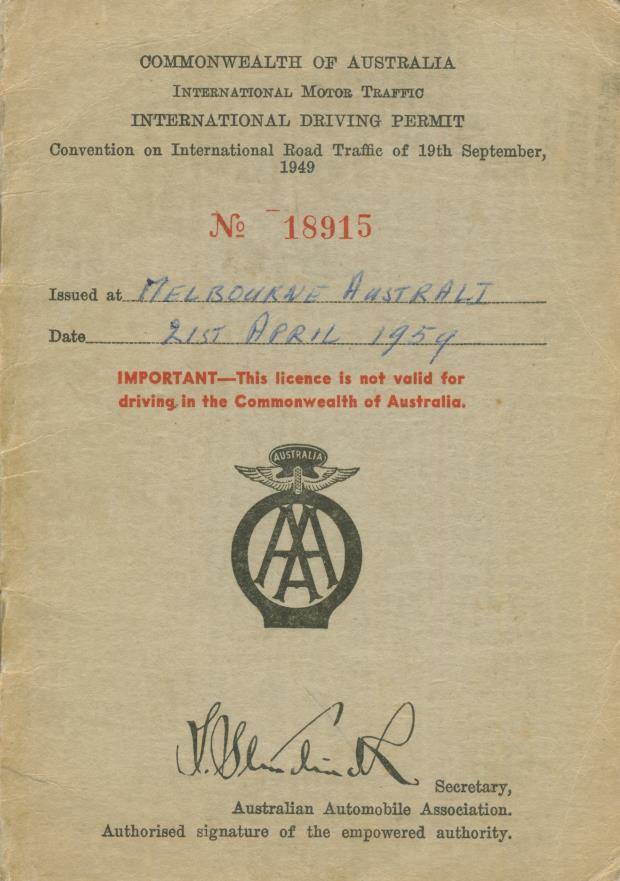 COMMONWEALTH OF AUSTRALIA
INTERNATIONAL MOTOR TRAFFIC
INTERNATIONAL DRIVING PERMIT
Convention on International Road Traffic of 19th September,
1949
№ 18915
Issued at MELBOURNE AUSTRALI
Date 21ST APRIL 1959
IMPORTANT—This licence is not valid for
driving in the Commonwealth of Australia.
AUSTRALIA
AAA
Secretary,
Australian Automobile Association.
Authorised signature of the empowered authority.